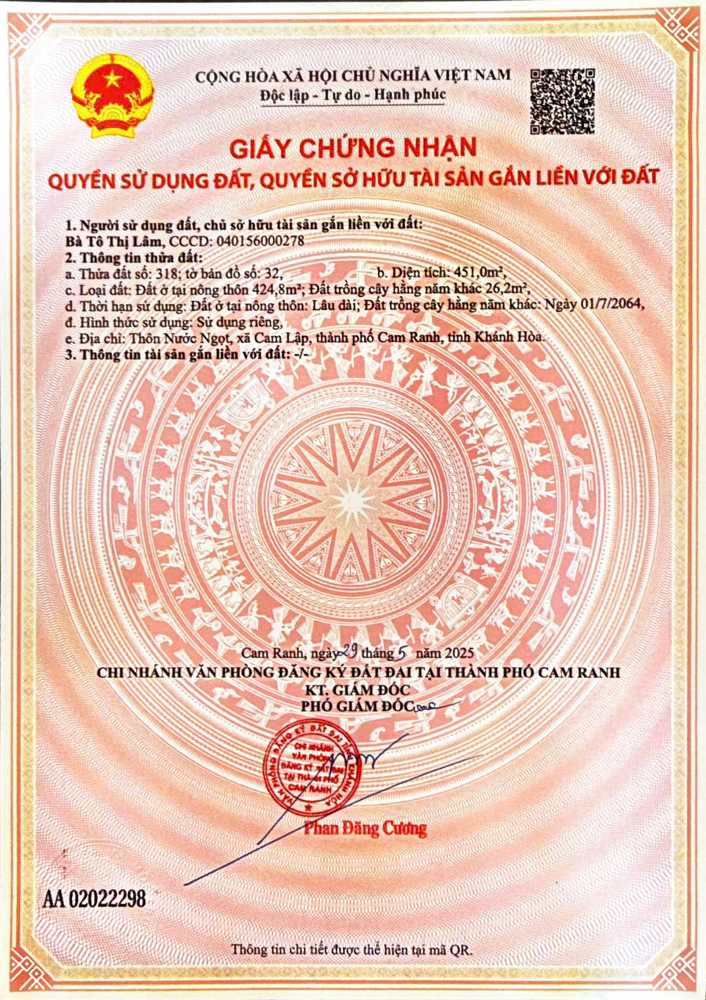 CỘNG HÒA XÃ HỘI CHỦ NGHĨA VIỆT NAM
Độc lập - Tự do - Hạnh phúc
GIẤY CHỨNG NHẬN
QUYỀN SỬ DỤNG ĐẤT, QUYỀN SỞ HỮU TÀI SẢN GẮN LIỀN VỚI ĐẤT
1. Người sử dụng đất, chủ sở hữu tài sản gắn liền với đất:
Bà Tô Thị Lâm, CCCD: 040156000278
2. Thông tin thửa đất:
a. Thửa đất số: 318; tờ bản đồ số: 32, b. Diện tích: 451,0m²,
c. Loại đất: Đất ở tại nông thôn 424,8m²; Đất trồng cây hằng năm khác 26,2m²,
d. Thời hạn sử dụng: Đất ở tại nông thôn: Lâu dài; Đất trồng cây hằng năm khác: Ngày 01/7/2064,
đ. Hình thức sử dụng: Sử dụng riêng,
e. Địa chỉ: Thôn Nước Ngọt, xã Cam Lập, thành phố Cam Ranh, tỉnh Khánh Hòa.
3. Thông tin tài sản gắn liền với đất: -/-
Cam Ranh, ngày 29 tháng 5 năm 2025
CHI NHÁNH VĂN PHÒNG ĐĂNG KÝ ĐẤT ĐAI TẠI THÀNH PHỐ CAM RANH
KT. GIÁM ĐỐC
PHÓ GIÁM ĐỐC
VĂN PHÒNG ĐĂNG KÝ ĐẤT ĐAI TỈNH KHÁNH HÒA
CHI NHÁNH
VĂN PHÒNG
ĐĂNG KÝ ĐẤT ĐAI
TẠI THÀNH PHỐ
CAM RANH
Phan Đăng Cương
AA 02022298
Thông tin chi tiết được thể hiện tại mã QR.